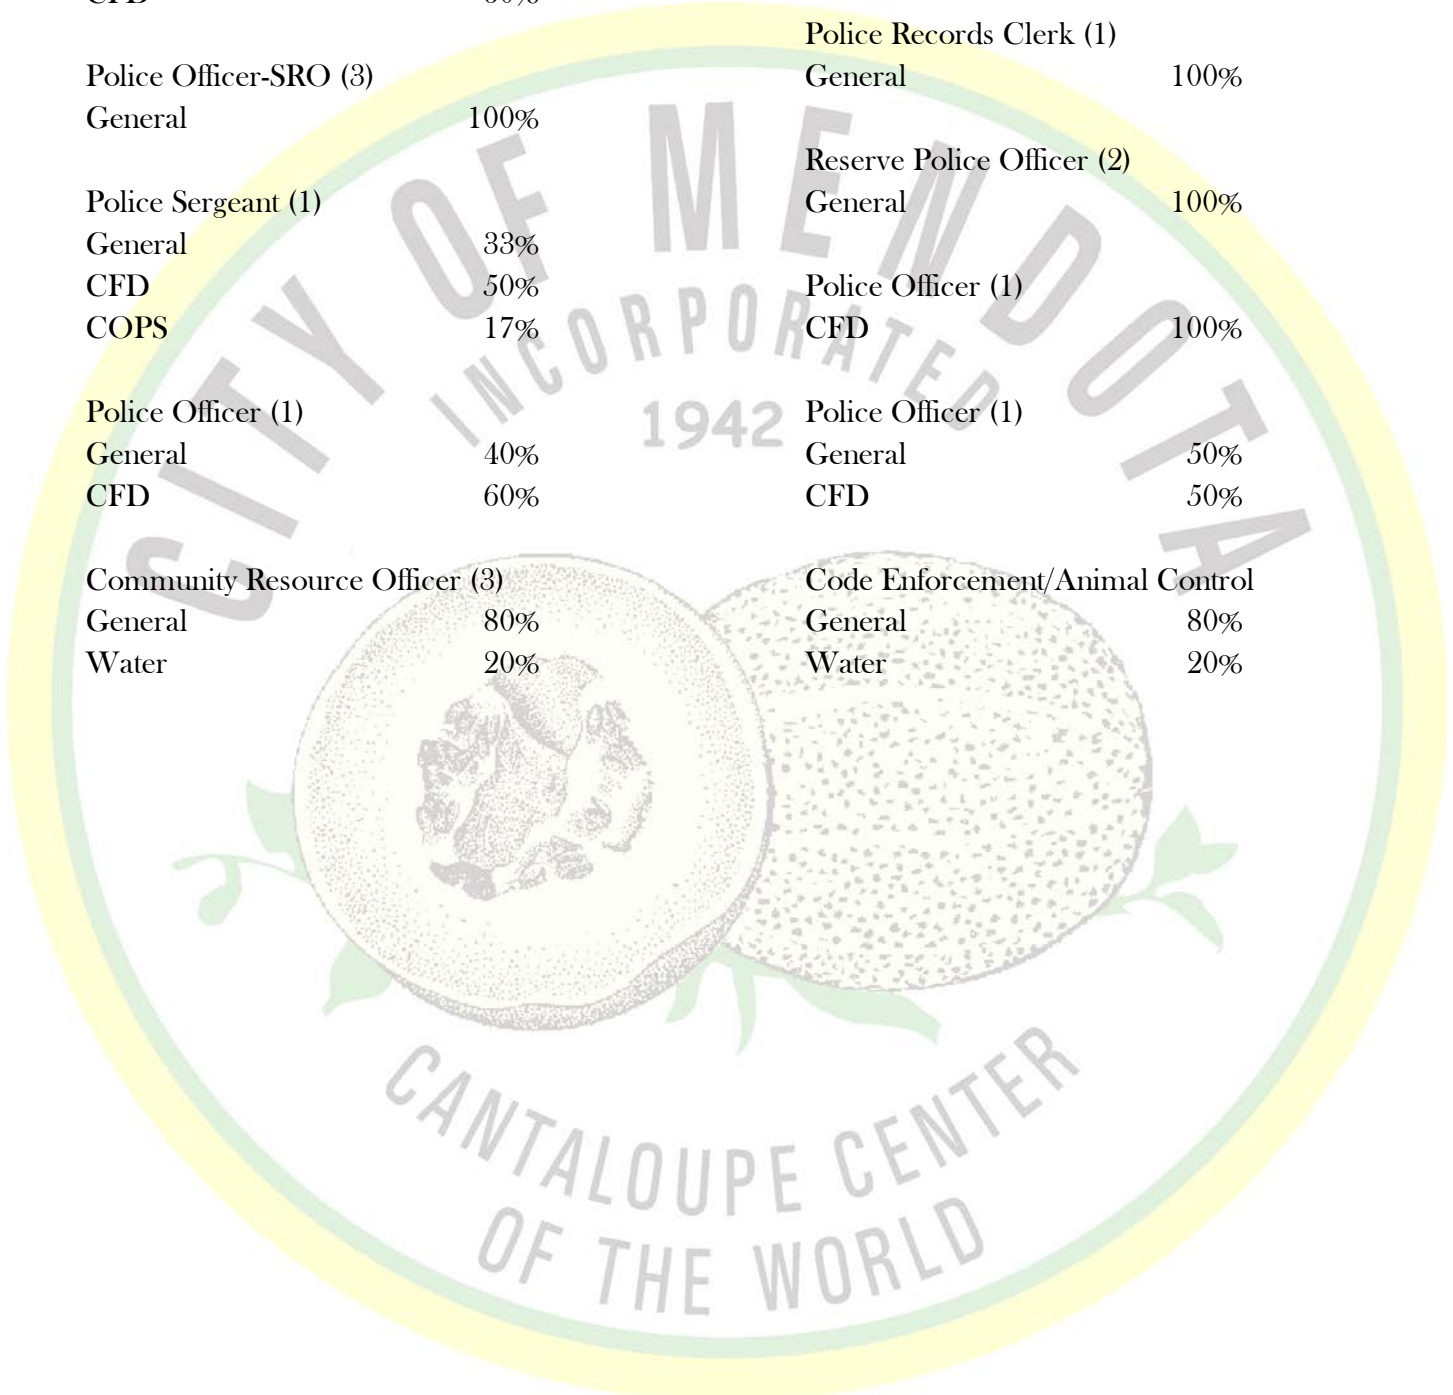 Police Officer-SRO (3)
General 100%
Police Sergeant (1)
General 33%
CFD 50%
COPS 17%
Police Officer (1)
General 40%
CFD 60%
Community Resource Officer (3)
General 80%
Water 20%
Police Records Clerk (1)
General 100%
Reserve Police Officer (2)
General 100%
Police Officer (1)
CFD 100%
Police Officer (1)
General 50%
CFD 50%
Code Enforcement/Animal Control
General 80%
Water 20%
CITY OF MENDOTA
INCORPORATED
1942
CANTALOUPE CENTER
OF THE WORLD